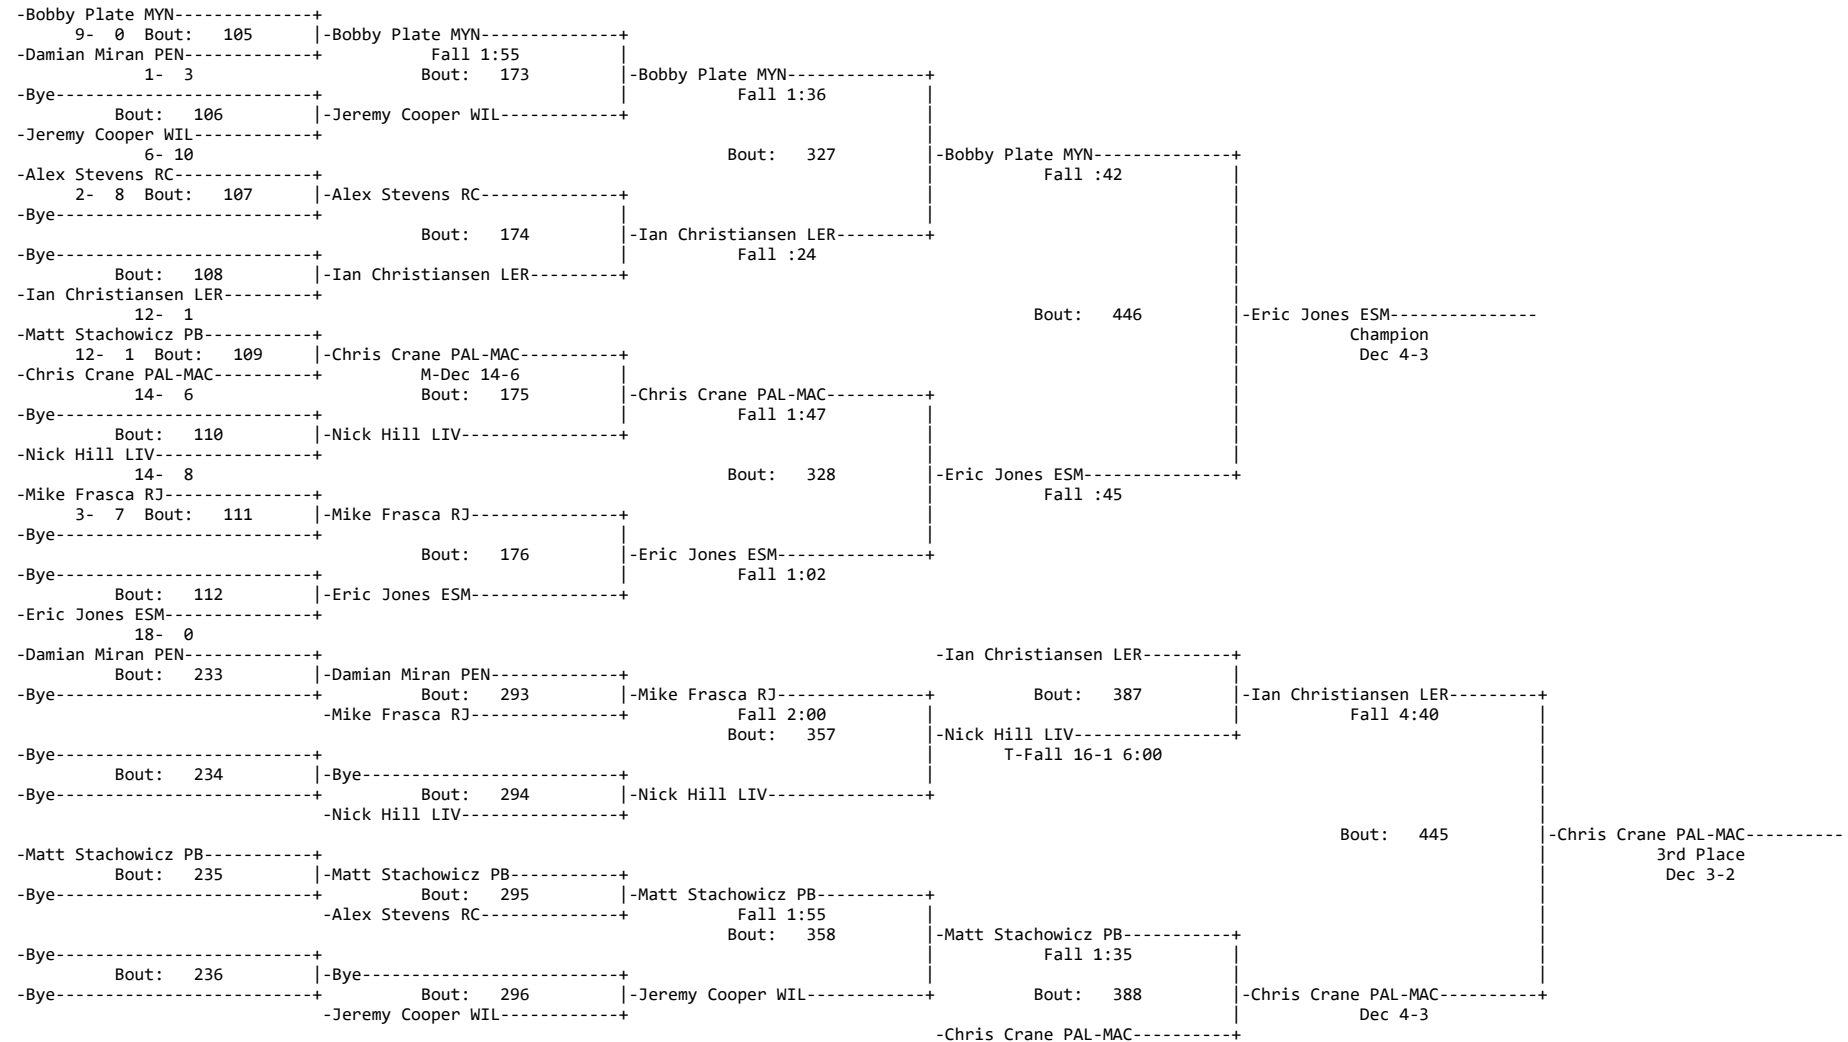 -Bobby Plate MYN---------------+
9-  0  Bout:   105      |-Bobby Plate MYN--------------+
-Damian Miran PEN-------------+           Fall 1:55          |
1-  3                       Bout:   173         |-Bobby Plate MYN--------------+
-Bye--------------------------+                              |           Fall 1:36          |
Bout:   106         |-Jeremy Cooper WIL------------+                              |
-Jeremy Cooper WIL------------+                                                             |
6- 10                                                      Bout:   327         |-Bobby Plate MYN--------------+
-Alex Stevens RC--------------+                                                             |           Fall :42           |
2-  8  Bout:   107      |-Alex Stevens RC--------------+                              |                              |
-Bye--------------------------+                              |                              |                              |
Bout:   174         |-Ian Christiansen LER---------+                              |
-Bye--------------------------+                              |           Fall :24                                          |
Bout:   108         |-Ian Christiansen LER---------+                                                             |
-Ian Christiansen LER---------+                                                                                            |
12-  1                                                                                     Bout:   446         |-Eric Jones ESM---------------
-Matt Stachowicz PB-----------+                                                                                            |           Champion
12-  1  Bout:   109     |-Chris Crane PAL-MAC----------+                                                             |            Dec 4-3
-Chris Crane PAL-MAC----------+          M-Dec 14-6          |                                                             |
14-  6                       Bout:   175         |-Chris Crane PAL-MAC----------+                              |
-Bye--------------------------+                              |           Fall 1:47          |                              |
Bout:   110         |-Nick Hill LIV----------------+                              |                              |
-Nick Hill LIV----------------+                                                             |                              |
14-  8                                                      Bout:   328         |-Eric Jones ESM---------------+
-Mike Frasca RJ---------------+                                                             |           Fall :45
3-  7  Bout:   111      |-Mike Frasca RJ---------------+                              |
-Bye--------------------------+                              |                              |
Bout:   176         |-Eric Jones ESM---------------+
-Bye--------------------------+                              |           Fall 1:02
Bout:   112         |-Eric Jones ESM---------------+
-Eric Jones ESM---------------+
18-  0
-Damian Miran PEN-------------+                                                              -Ian Christiansen LER---------+
Bout:   233         |-Damian Miran PEN-------------+                                                             |
-Bye--------------------------+          Bout:   293         |-Mike Frasca RJ---------------+          Bout:   387         |-Ian Christiansen LER---------+
-Mike Frasca RJ---------------+           Fall 2:00          |                              |           Fall 4:40          |
Bout:   357         |-Nick Hill LIV----------------+                              |
-Bye--------------------------+                                                             |       T-Fall 16-1 6:00                                      |
Bout:   234         |-Bye--------------------------+                              |                                                             |
-Bye--------------------------+          Bout:   294         |-Nick Hill LIV----------------+                                                             |
-Nick Hill LIV----------------+                                                                                            |
Bout:   445         |-Chris Crane PAL-MAC----------
-Matt Stachowicz PB-----------+                                                                                                                           |           3rd Place
Bout:   235         |-Matt Stachowicz PB-----------+                                                                                            |            Dec 3-2
-Bye--------------------------+          Bout:   295         |-Matt Stachowicz PB-----------+                                                             |
-Alex Stevens RC--------------+           Fall 1:55          |                                                             |
Bout:   358         |-Matt Stachowicz PB-----------+                              |
-Bye--------------------------+                                                             |           Fall 1:35          |                              |
Bout:   236         |-Bye--------------------------+                              |                              |                              |
-Bye--------------------------+          Bout:   296         |-Jeremy Cooper WIL------------+          Bout:   388         |-Chris Crane PAL-MAC----------+
-Jeremy Cooper WIL------------+                                                             |            Dec 4-3
-Chris Crane PAL-MAC----------+